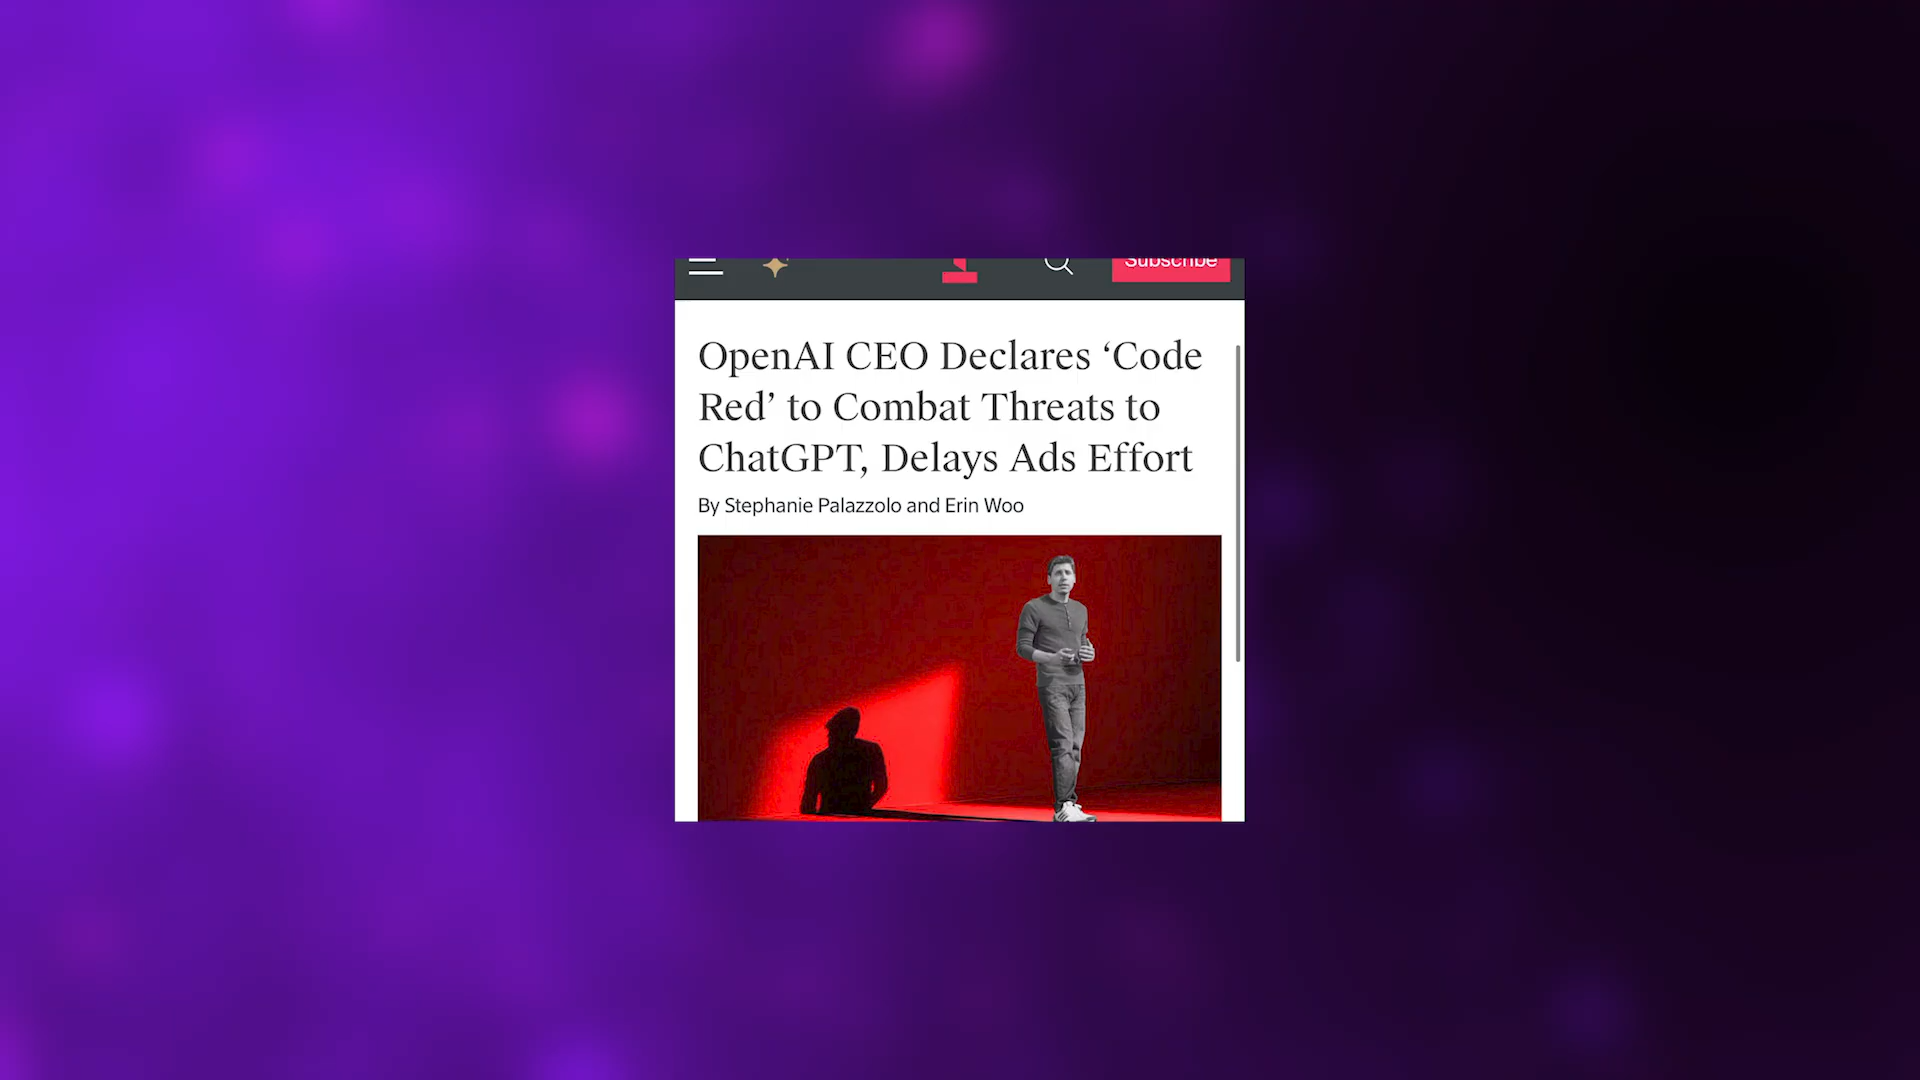 Subscribe
OpenAI CEO Declares ‘Code
Red’ to Combat Threats to
ChatGPT, Delays Ads Effort
By Stephanie Palazzolo and Erin Woo